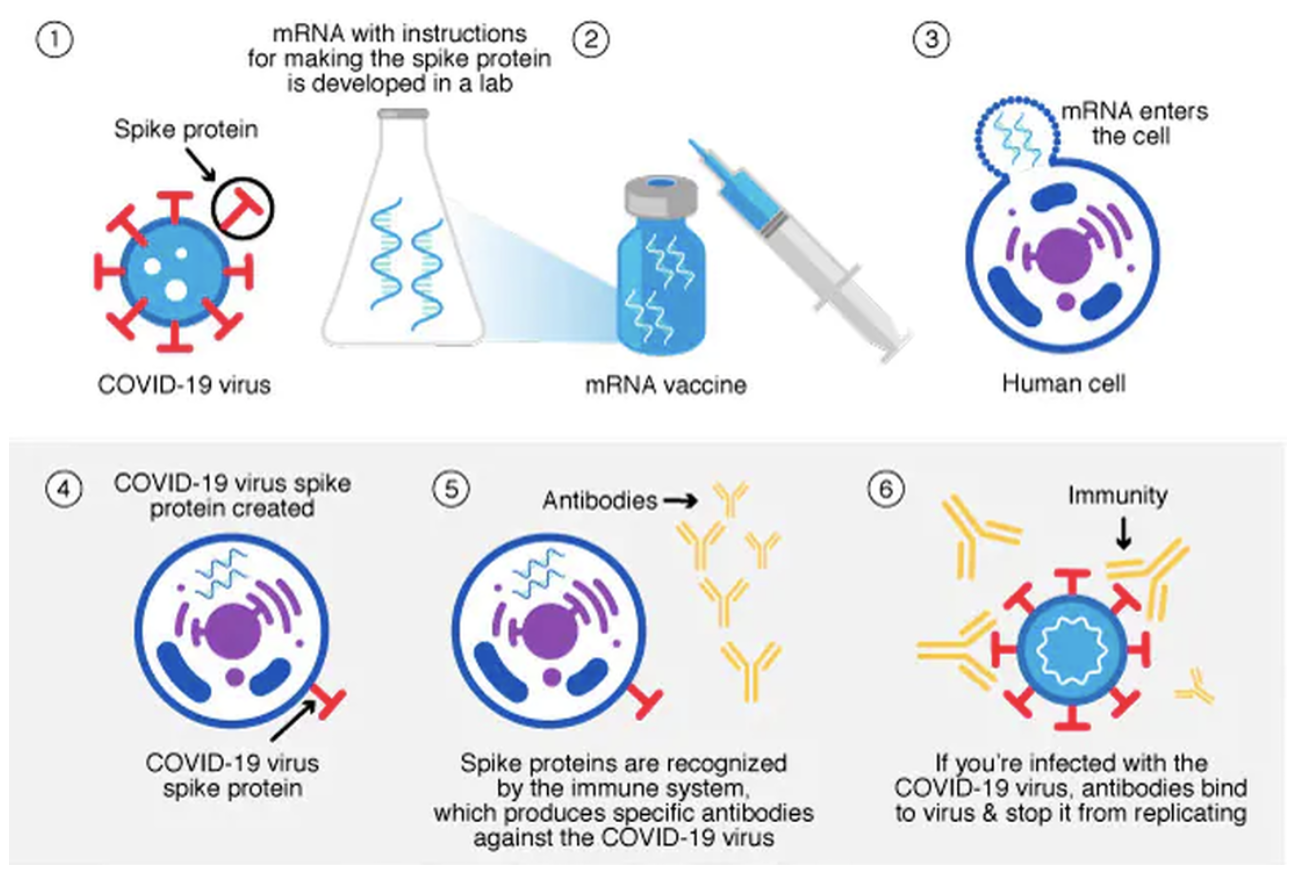 1
mRNA with instructions
for making the spike protein
is developed in a lab
Spike protein
COVID-19 virus
2
mRNA vaccine
3
mRNA enters
the cell
Human cell
4
COVID-19 virus spike
protein created
COVID-19 virus
spike protein
5
Antibodies
Spike proteins are recognized
by the immune system,
which produces specific antibodies
against the COVID-19 virus
6
Immunity
If you're infected with the
COVID-19 virus, antibodies bind
to virus & stop it from replicating